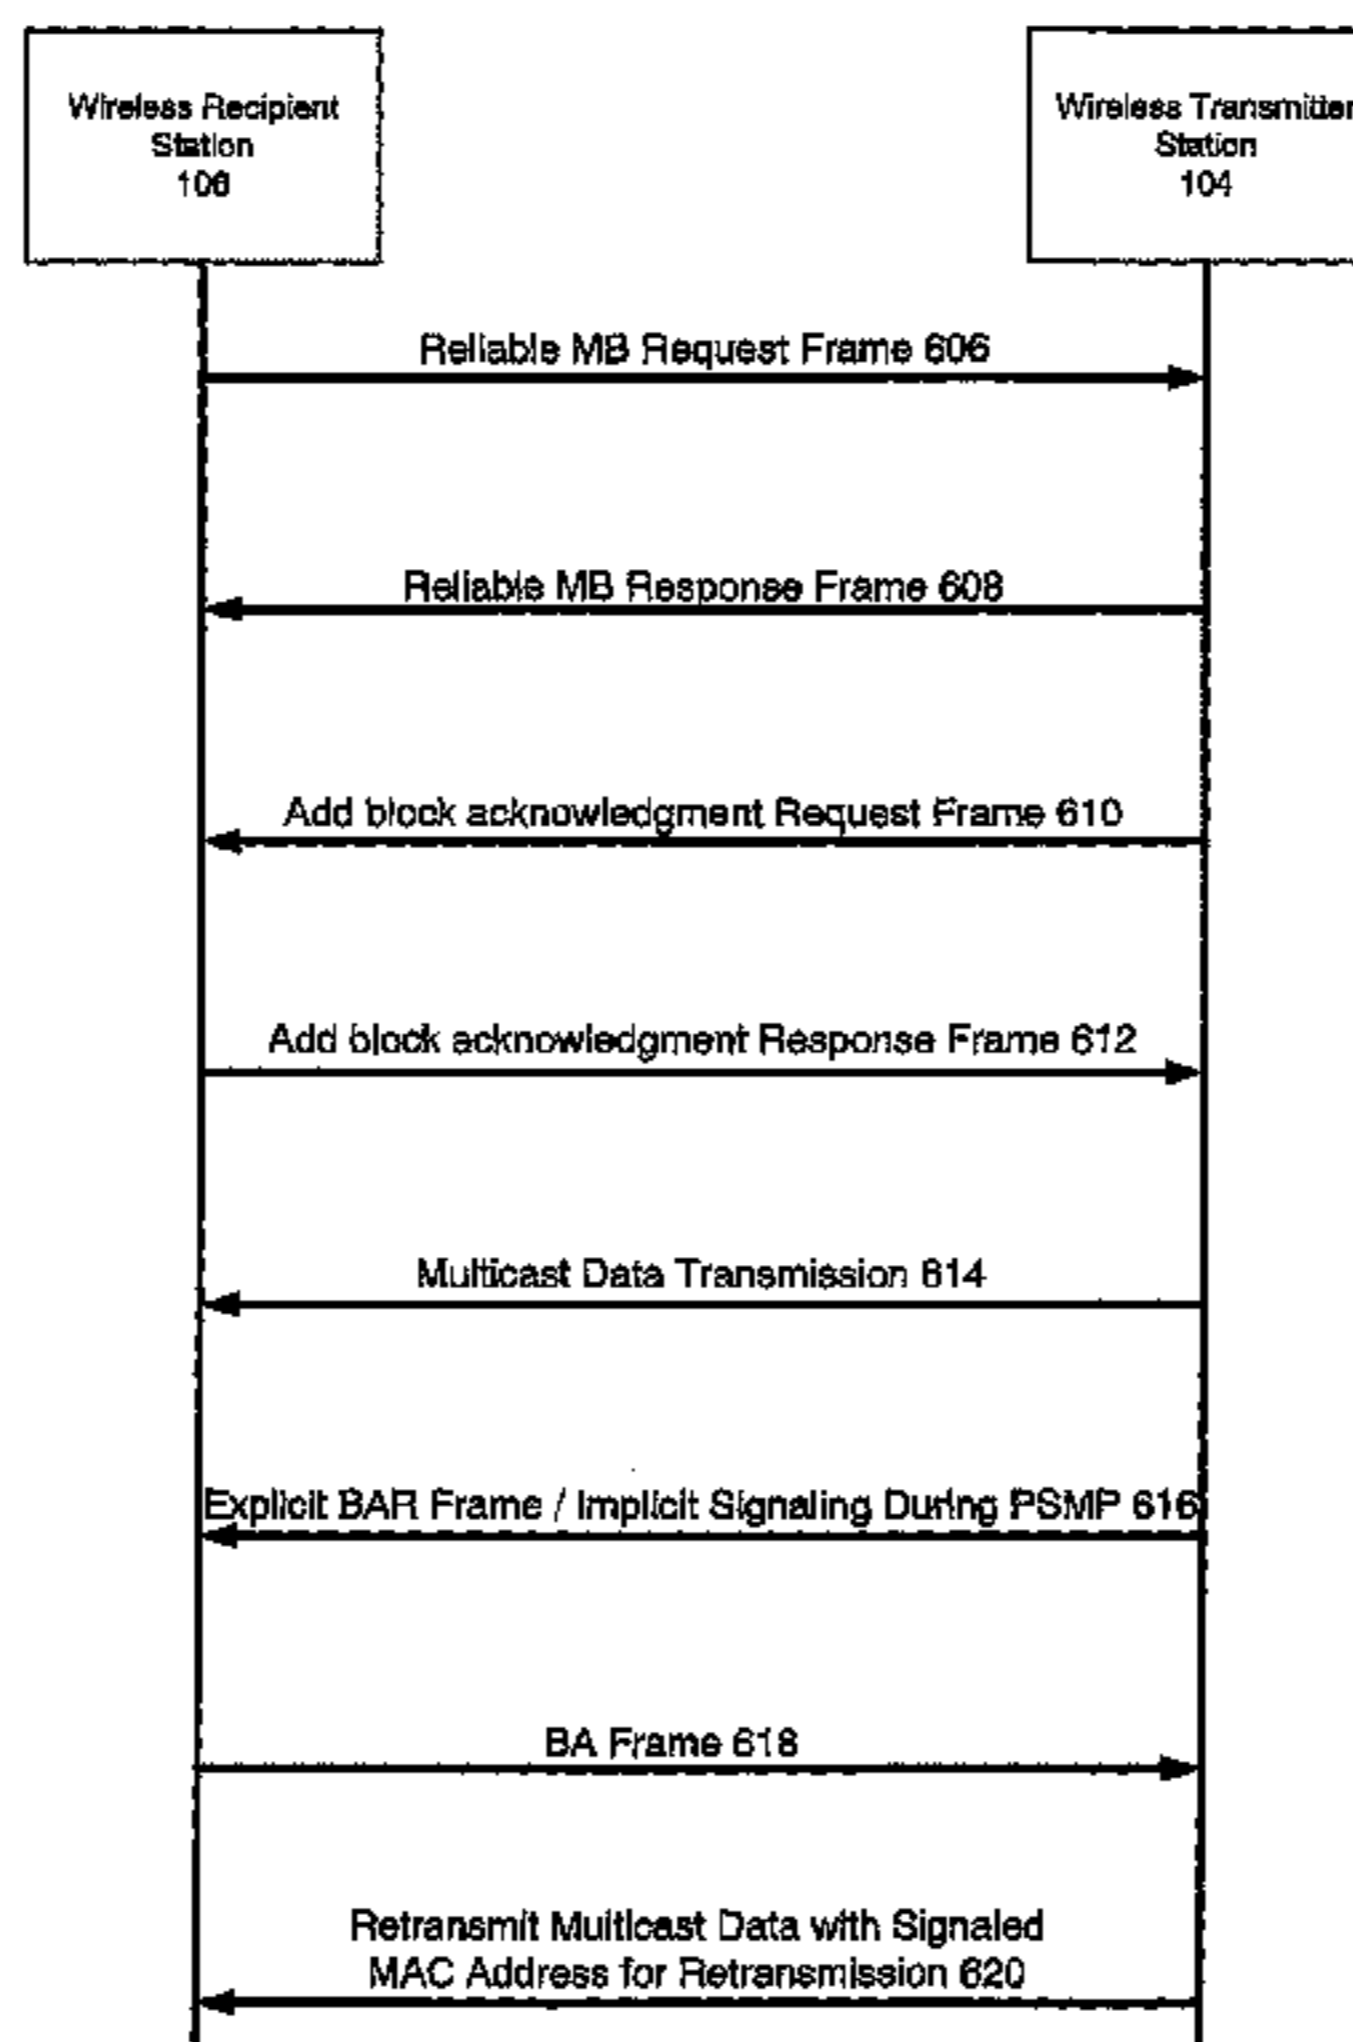 Wireless Recipient
Station
106
Wireless Transmitter
Station
104
Reliable MB Request Frame 606
Reliable MB Response Frame 608
Add block acknowledgment Request Frame 610
Add block acknowledgment Response Frame 612
Multicast Data Transmission 614
Explicit BAR Frame / Implicit Signaling During PSMP 616
BA Frame 618
Retransmit Multicast Data with Signaled
MAC Address for Retransmission 620